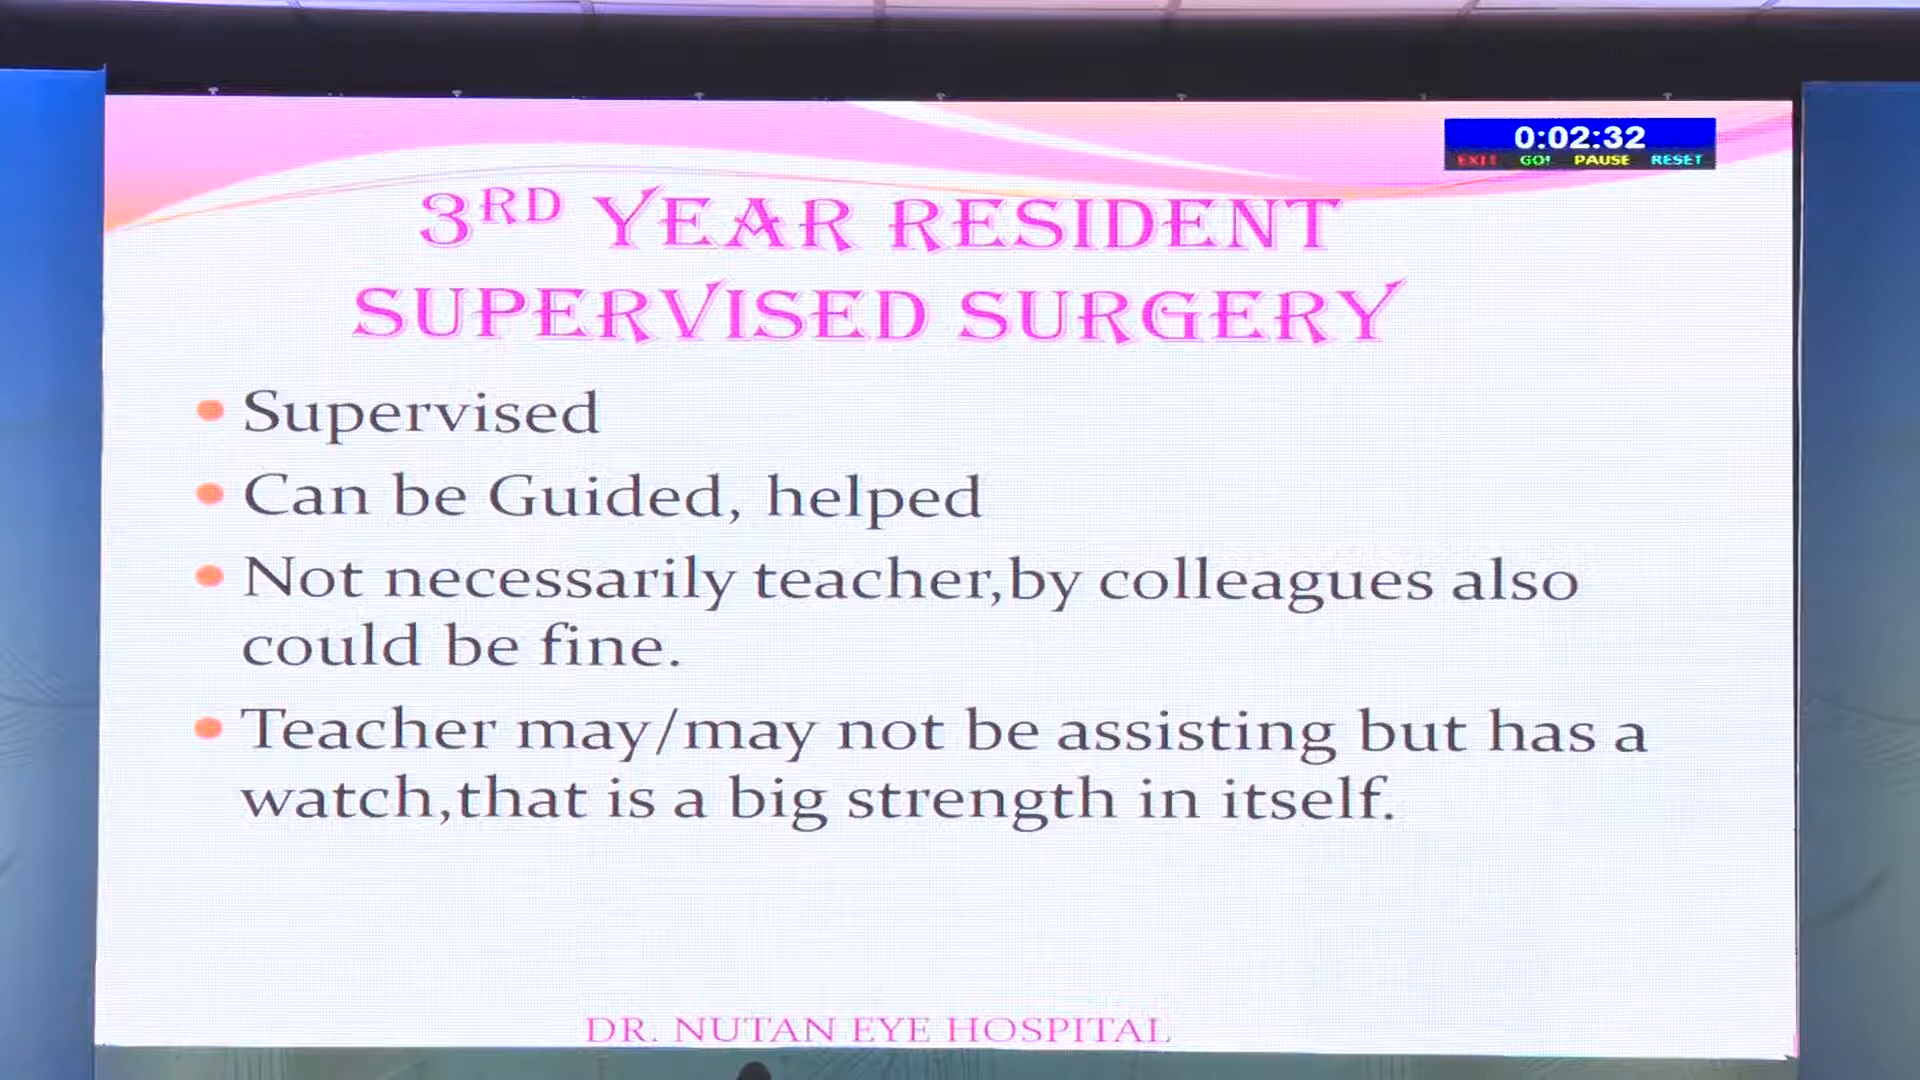 0:02:32
EXIT GO! PAUSE RESET
3RD YEAR RESIDENT
SUPERVISED SURGERY
• Supervised
• Can be Guided, helped
• Not necessarily teacher,by colleagues also
could be fine.
• Teacher may/may not be assisting but has a
watch,that is a big strength in itself.
DR. NUTAN EYE HOSPITAL